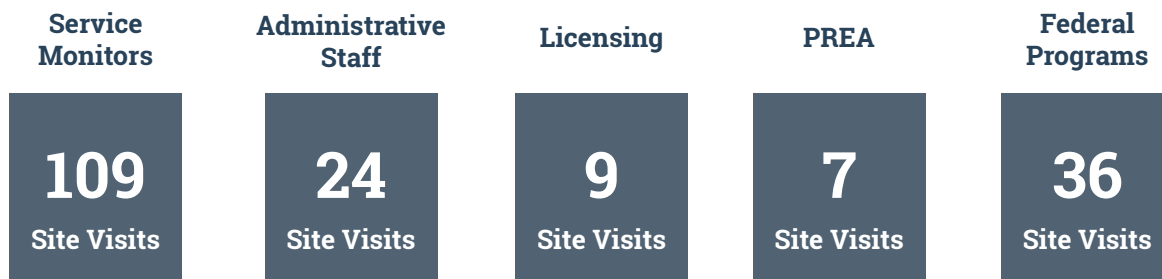 Service
Monitors
Administrative
Staff
Licensing
PREA
Federal
Programs
109
Site Visits
24
Site Visits
9
Site Visits
7
Site Visits
36
Site Visits